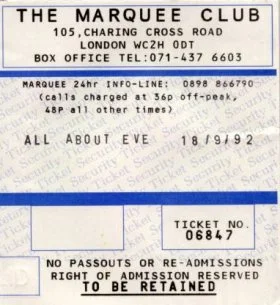 THE MARQUEE CLUB
105, CHARING CROSS ROAD
LONDON WC2H 0DT
BOX OFFICE TEL: 071-437 6603
MARQUEE 24hr INFO-LINE: 0898 866790
(calls charged at 36p off-peak,
48P all other times)
ALL ABOUT EVE 18/9/92
TICKET NO.
06847
NO PASSOUTS OR RE-ADMISSIONS
RIGHT OF ADMISSION RESERVED
TO BE RETAINED